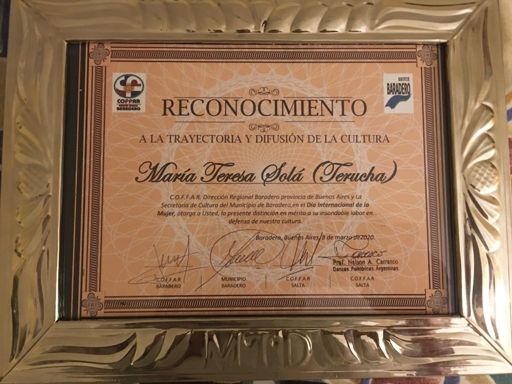 COFFAR
BARADERO
MUNICIPIO
BARADERO
RECONOCIMIENTO
A LA TRAYECTORIA Y DIFUSIÓN DE LA CULTURA
María Teresa Solá (Terucha)
C.O.F.F.A.R, Dirección Regional Baradero provincia de Buenos Aires y La
Secretaría de Cultura del Municipio de Baradero, en el Día Internacional de la
Mujer, otorga a Usted, la presente distinción en mérito a su insondable labor en
defensa de nuestra cultura.
Baradero, Buenos Aires, 8 de marzo de 2020.
Prof. Nelson A. Carrasco
Danzas Folklóricas Argentinas
C.O.F.F.A.R
BARADERO
MUNICIPIO
BARADERO
C.O.F.F.A.R
SALTA
C.O.F.F.A.R
SALTA
MTD